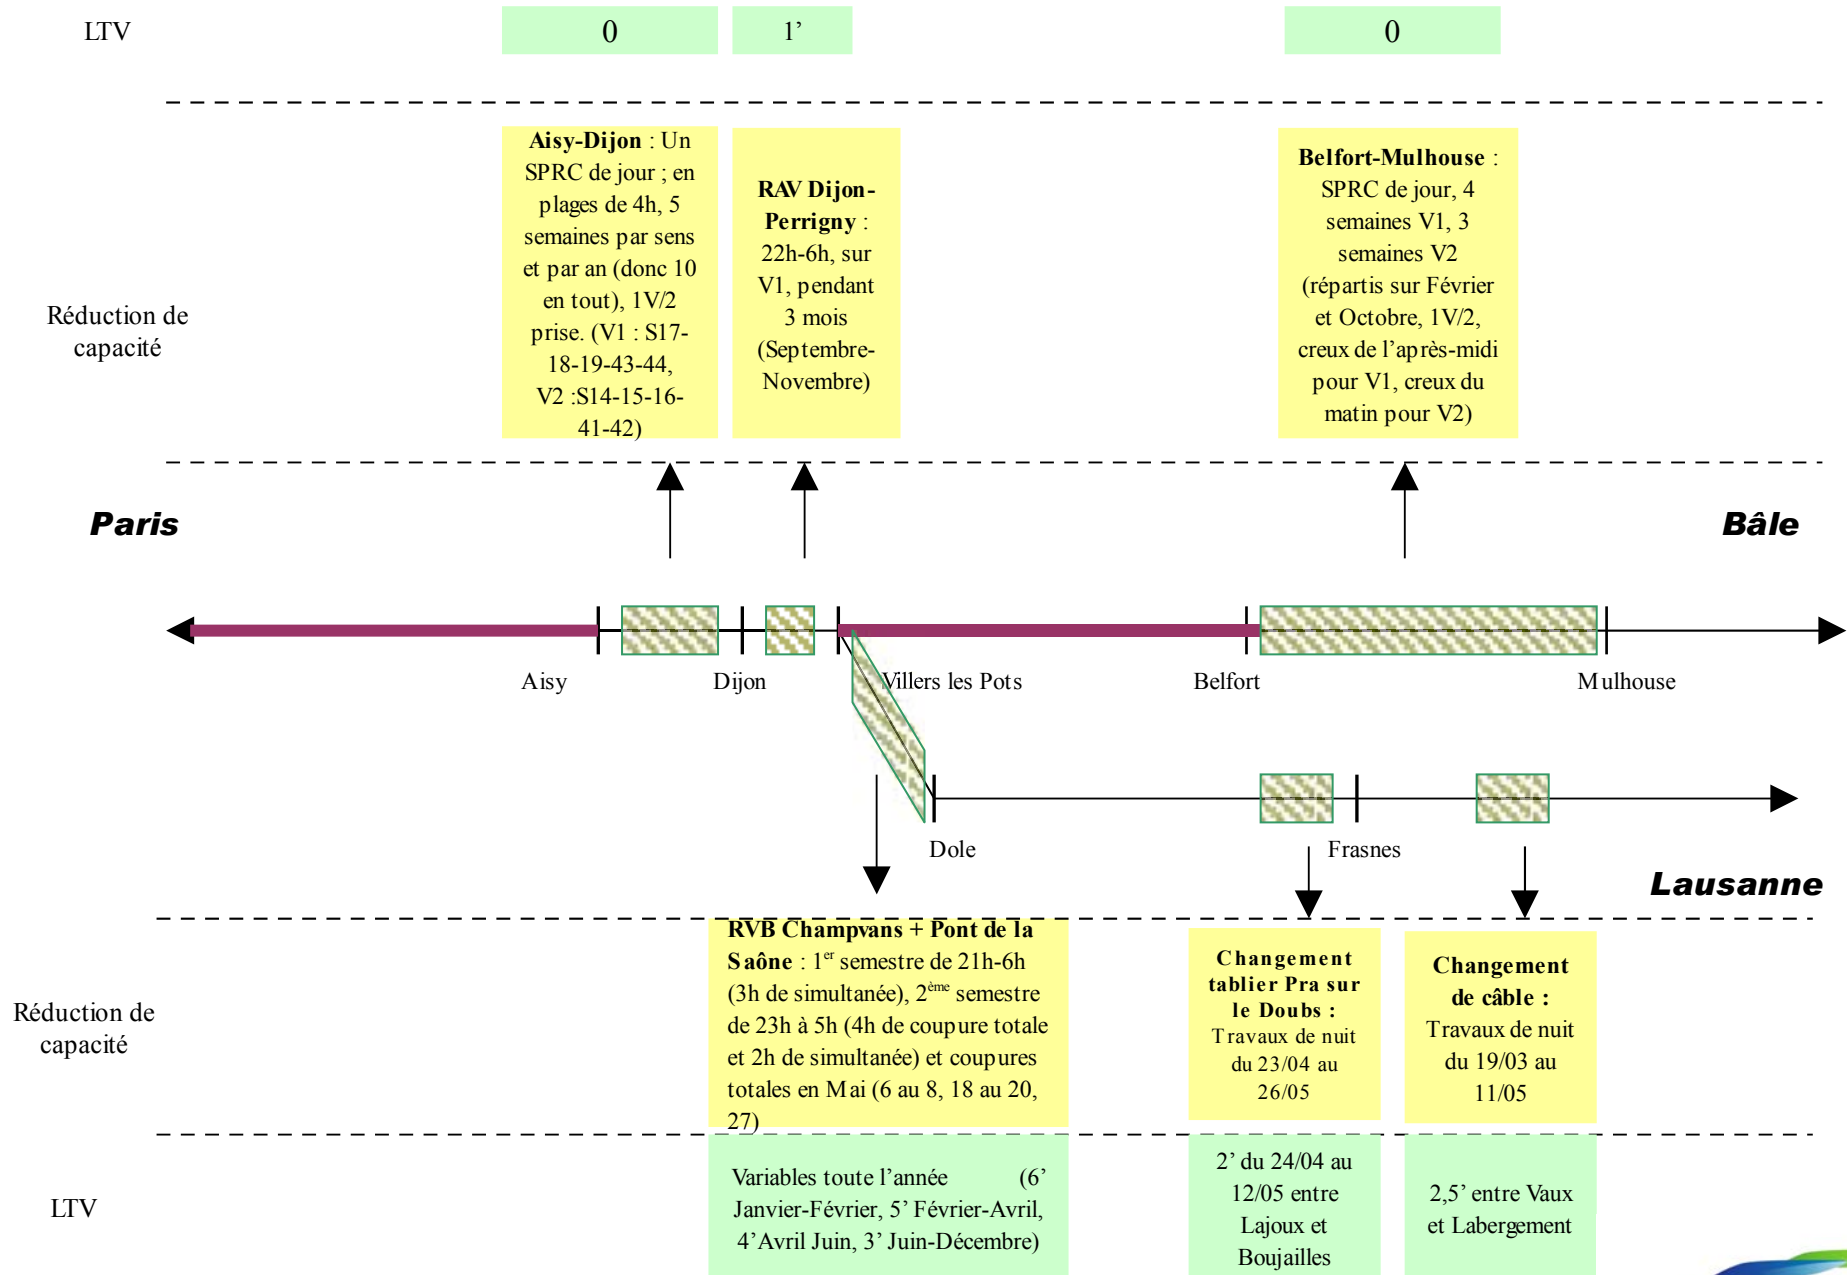 LTV
0
1’
0
Réduction de
capacité
Aisy-Dijon : Un
SPRC de jour ; en
plages de 4h, 5
semaines par sens
et par an (donc 10
en tout), 1V/2
prise. (V1 : S17-
18-19-43-44,
V2 :S14-15-16-
41-42)
RAV Dijon-
Perrigny :
22h-6h, sur
V1, pendant
3 mois
(Septembre-
Novembre)
Belfort-Mulhouse :
SPRC de jour, 4
semaines V1, 3
semaines V2
(répartis sur Février
et Octobre, 1V/2,
creux de l’après-midi
pour V1, creux du
matin pour V2)
Paris
Bâle
Aisy
Dijon
Villers les Pots
Belfort
Mulhouse
Dole
Frasnes
Lausanne
Réduction de
capacité
RVB Champvans + Pont de la
Saône : 1er semestre de 21h-6h
(3h de simultanée), 2ème semestre
de 23h à 5h (4h de coupure totale
et 2h de simultanée) et coupures
totales en Mai (6 au 8, 18 au 20,
27)
Changement
tablier Pra sur
le Doubs :
Travaux de nuit
du 23/04 au
26/05
Changement
de câble :
Travaux de nuit
du 19/03 au
11/05
LTV
Variables toute l’année (6’
Janvier-Février, 5’ Février-Avril,
4’Avril Juin, 3’ Juin-Décembre)
2’ du 24/04 au
12/05 entre
Lajoux et
Boujailles
2,5’ entre Vaux
et Labergement